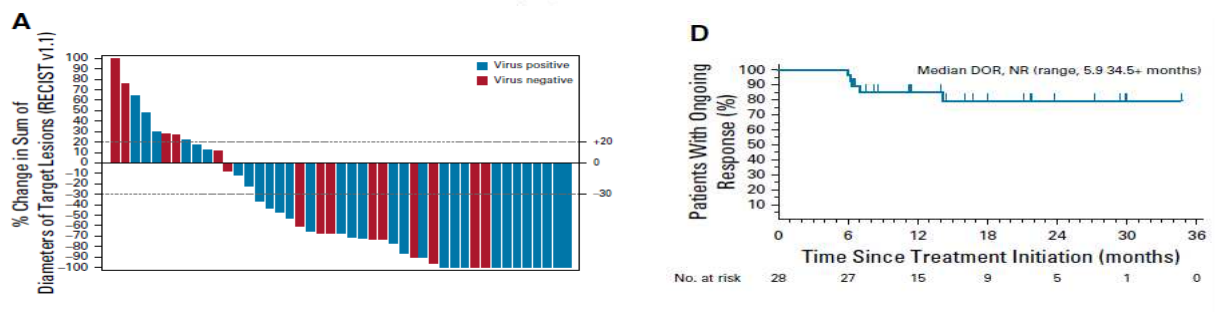 A
% Change in Sum of
Diameters of Target Lesions (RECIST v1.1)
100
90
80
70
60
50
40
30
20
10
0
–10
–20
–30
–40
–50
–60
–70
–80
–90
–100
Virus positive
Virus negative
+20
0
–30
D
Patients With Ongoing
Response (%)
100
90
80
70
60
50
40
30
20
10
Median DOR, NR (range, 5.9 34.5+ months)
0 6 12 18 24 30 36
Time Since Treatment Initiation (months)
No. at risk 28 27 15 9 5 1 0